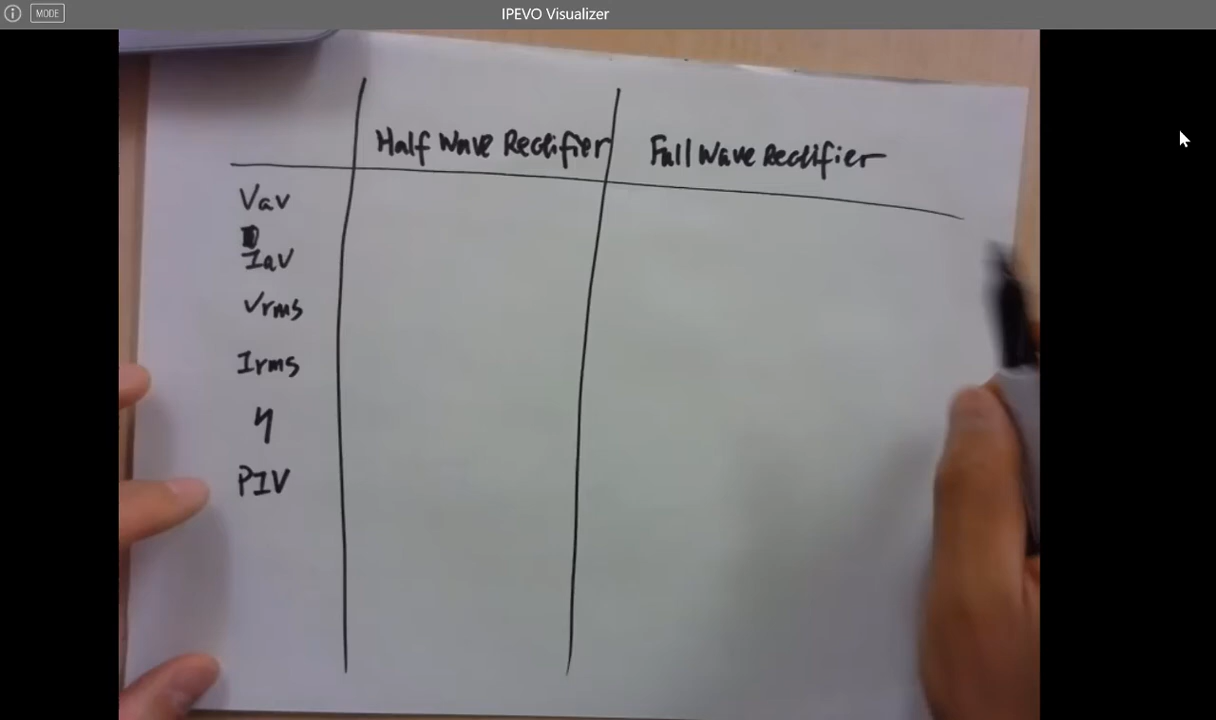 MODE
IPEVO Visualizer
Half Wave Rectifier
Full Wave Rectifier
Vav
Iav
Vrms
Irms
η
PIV